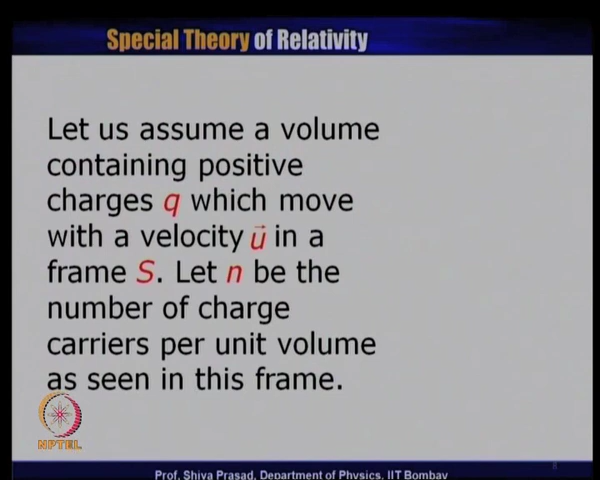 Special Theory of Relativity
Let us assume a volume
containing positive
charges q which move
with a velocity u⃗ in a
frame S. Let n be the
number of charge
carriers per unit volume
as seen in this frame.
NPTEL
Prof. Shiva Prasad, Department of Physics, IIT Bombay